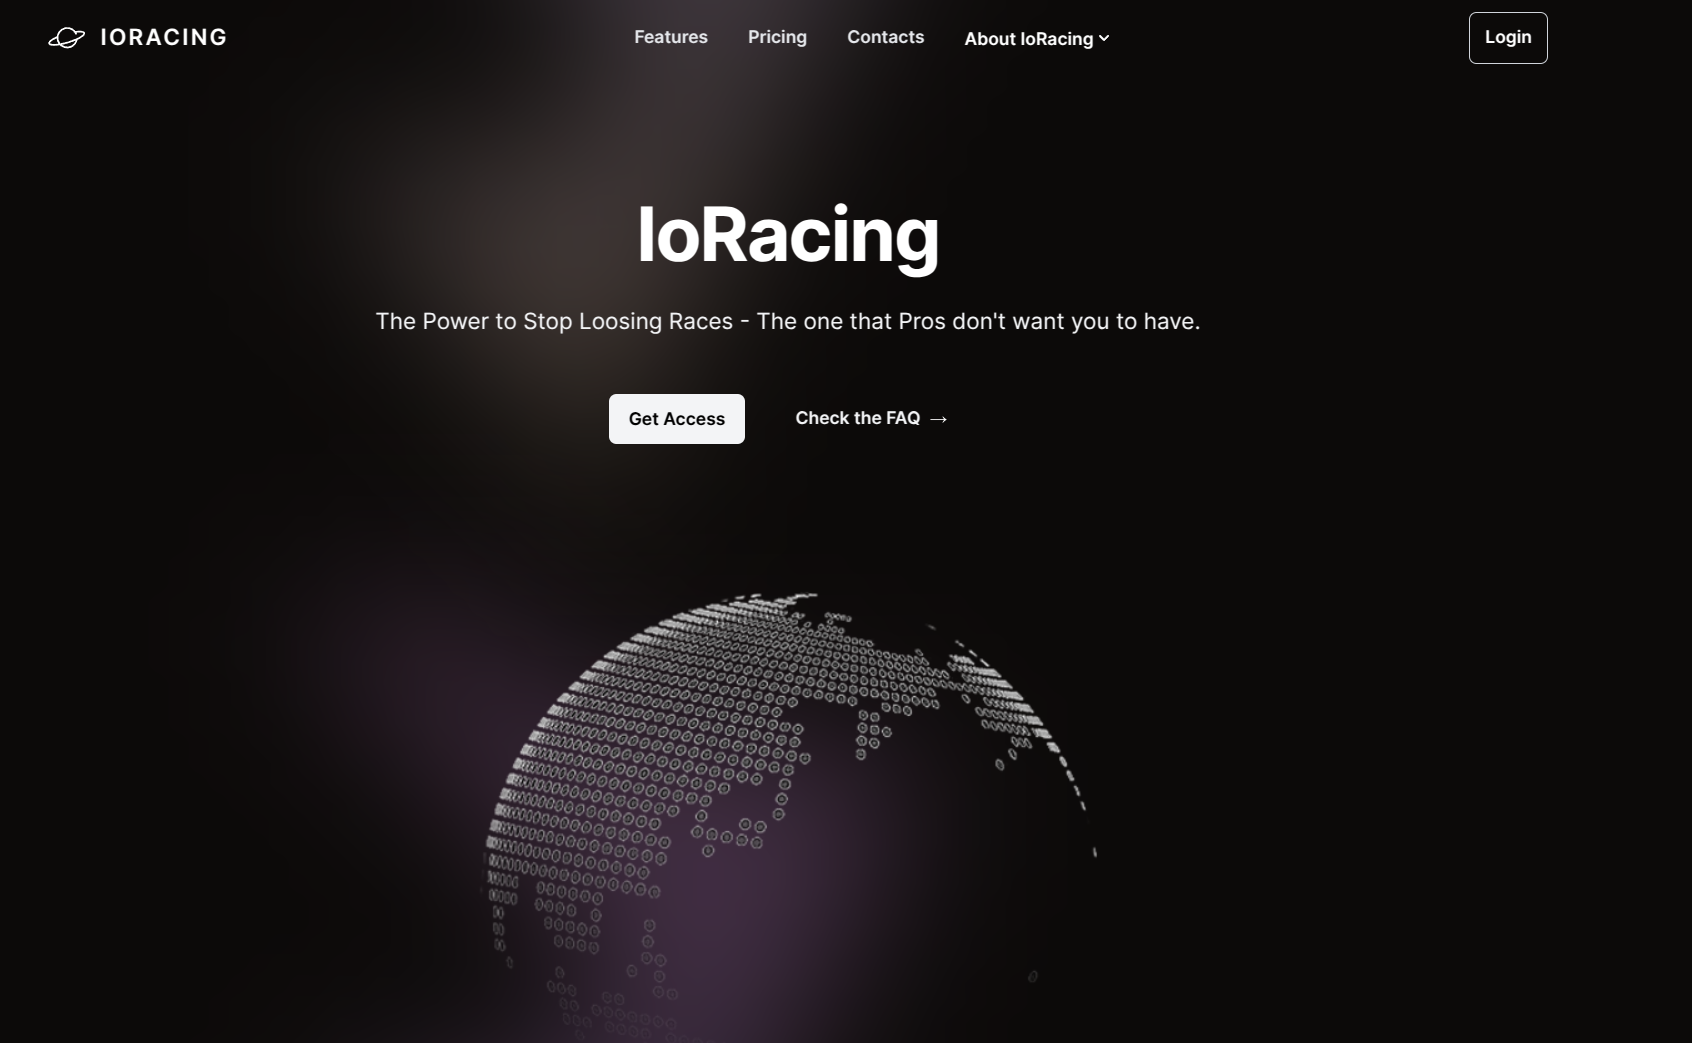 IORACING
Features
Pricing
Contacts
About IoRacing
Login
IoRacing
The Power to Stop Loosing Races - The one that Pros don't want you to have.
Get Access
Check the FAQ →